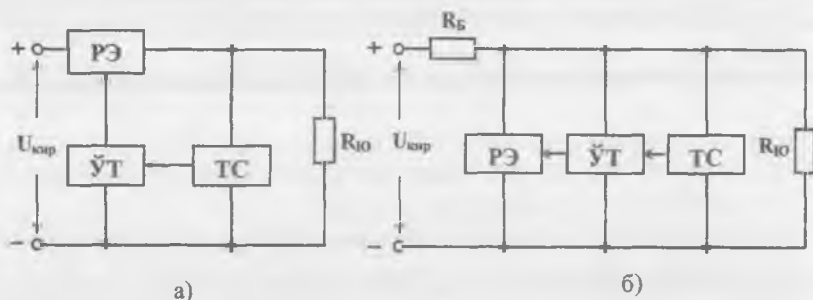 +
РЭ
Uкир
ЎТ
ТС
RЮ
−
а)
RБ
+
Uкир
РЭ
ЎТ
ТС
RЮ
−
б)